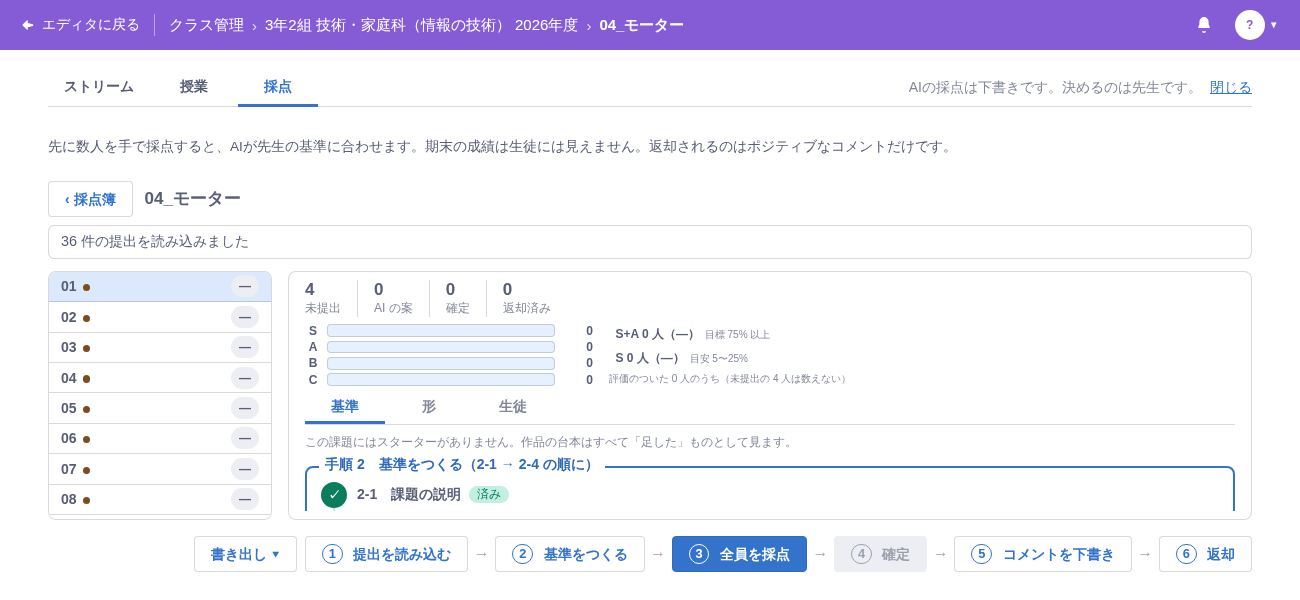 エディタに戻る
クラス管理 › 3年2組 技術・家庭科（情報の技術） 2026年度 › 04_モーター
?
ストリーム 授業 採点
AIの採点は下書きです。決めるのは先生です。 閉じる
先に数人を手で採点すると、AIが先生の基準に合わせます。期末の成績は生徒には見えません。返却されるのはポジティブなコメントだけです。
‹ 採点簿 04_モーター
36 件の提出を読み込みました
01 —
02 —
03 —
04 —
05 —
06 —
07 —
08 —
4 0 0 0
未提出 AI の案 確定 返却済み
S 0
A 0
B 0
C 0
S+A 0 人（—） 目標 75% 以上
S 0 人（—） 目安 5〜25%
評価のついた 0 人のうち（未提出の 4 人は数えない）
基準 形 生徒
この課題にはスターターがありません。作品の台本はすべて「足した」ものとして見ます。
手順 2 基準をつくる（2-1 → 2-4 の順に）
✓ 2-1 課題の説明 済み
書き出し ▾ 1 提出を読み込む → 2 基準をつくる → 3 全員を採点 → 4 確定 → 5 コメントを下書き → 6 返却